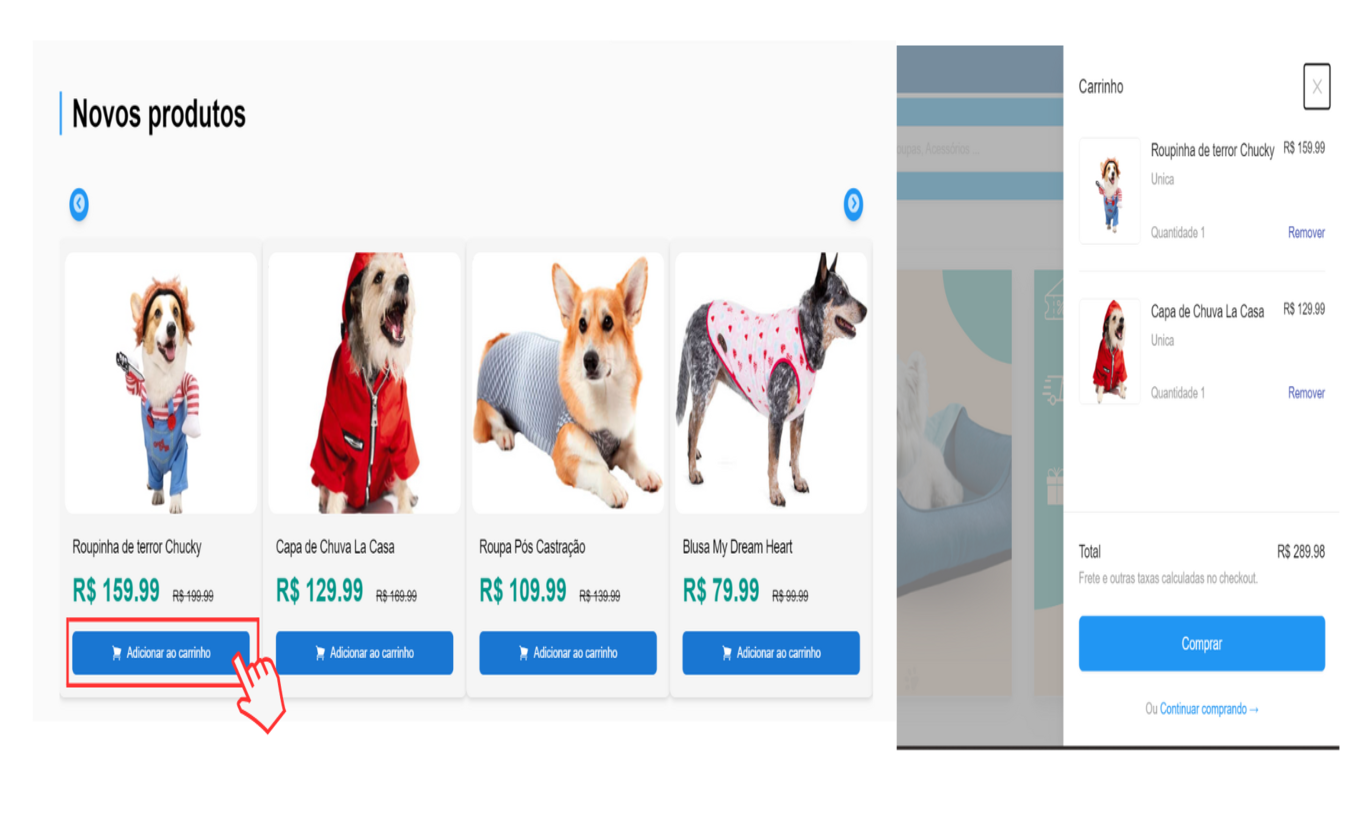 Novos produtos
Roupinha de terror Chucky
R$ 159.99 R$ 199.99
Adicionar ao carrinho
Capa de Chuva La Casa
R$ 129.99 R$ 169.99
Adicionar ao carrinho
Roupa Pós Castração
R$ 109.99 R$ 139.99
Adicionar ao carrinho
Blusa My Dream Heart
R$ 79.99 R$ 99.99
Adicionar ao carrinho
oupas, Acessórios ...
Carrinho
X
Roupinha de terror Chucky R$ 159.99
Unica
Quantidade 1 Remover
Capa de Chuva La Casa R$ 129.99
Unica
Quantidade 1 Remover
Total R$ 289.98
Frete e outras taxas calculadas no checkout.
Comprar
Ou Continuar comprando →